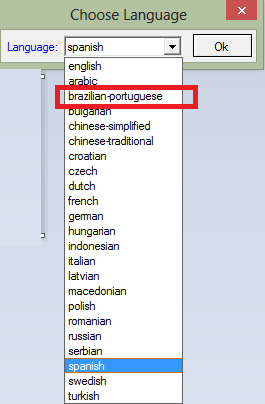 Choose Language
Language: spanish Ok
english
arabic
brazilian-portuguese
bulgarian
chinese-simplified
chinese-traditional
croatian
czech
dutch
french
german
hungarian
indonesian
italian
latvian
macedonian
polish
romanian
russian
serbian
spanish
swedish
turkish